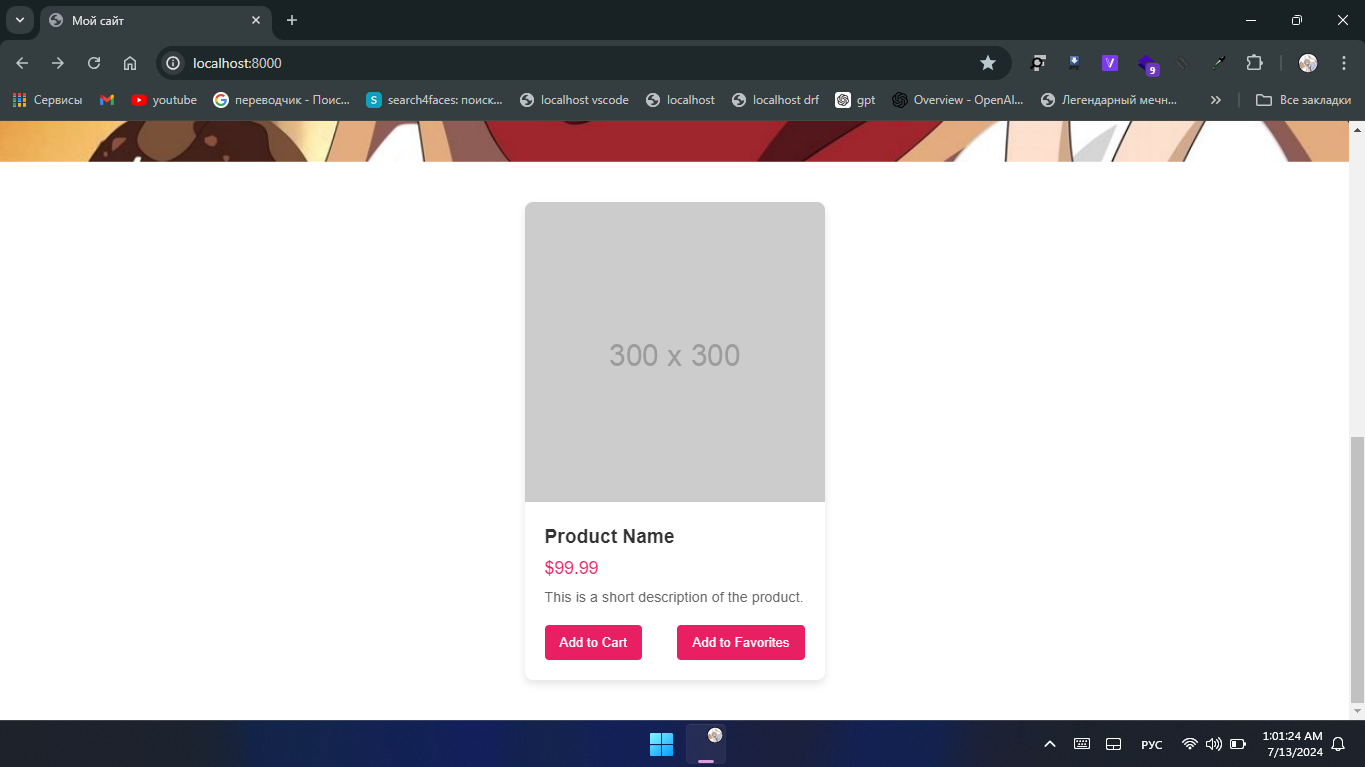 Мой сайт
localhost:8000
9
Сервисы
youtube
переводчик - Поис...
search4faces: поиск...
localhost vscode
localhost
localhost drf
gpt
Overview - OpenAI...
Легендарный мечн...
Все закладки
300 x 300
Product Name
$99.99
This is a short description of the product.
Add to Cart
Add to Favorites
РУС
1:01:24 AM
7/13/2024